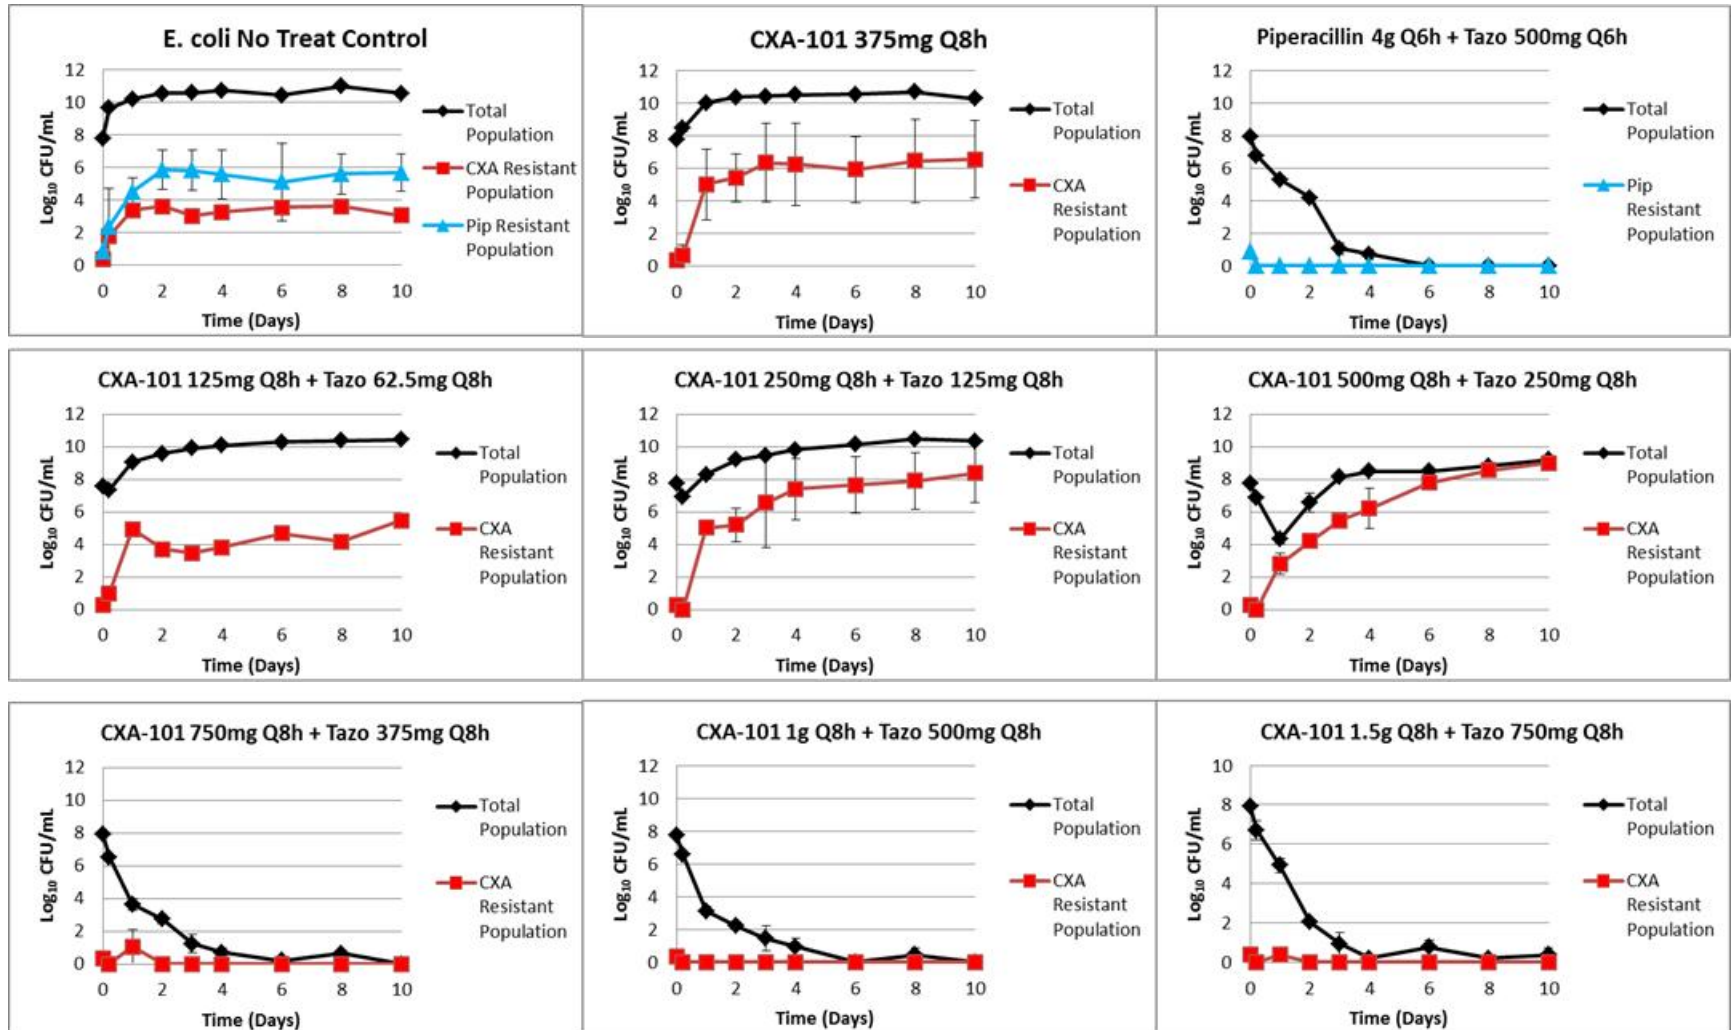 E. coli No Treat Control
12
10
8
6
4
2
0
Log10 CFU/mL
0 2 4 6 8 10
Time (Days)
Total
Population
CXA Resistant
Population
Pip Resistant
Population
CXA-101 375mg Q8h
12
10
8
6
4
2
0
Log10 CFU/mL
0 2 4 6 8 10
Time (Days)
Total
Population
CXA
Resistant
Population
Piperacillin 4g Q6h + Tazo 500mg Q6h
12
10
8
6
4
2
0
Log10 CFU/mL
0 2 4 6 8 10
Time (Days)
Total
Population
Pip
Resistant
Population
CXA-101 125mg Q8h + Tazo 62.5mg Q8h
12
10
8
6
4
2
0
Log10 CFU/mL
0 2 4 6 8 10
Time (Days)
Total
Population
CXA
Resistant
Population
CXA-101 250mg Q8h + Tazo 125mg Q8h
12
10
8
6
4
2
0
Log10 CFU/mL
0 2 4 6 8 10
Time (Days)
Total
Population
CXA
Resistant
Population
CXA-101 500mg Q8h + Tazo 250mg Q8h
12
10
8
6
4
2
0
Log10 CFU/mL
0 2 4 6 8 10
Time (Days)
Total
Population
CXA
Resistant
Population
CXA-101 750mg Q8h + Tazo 375mg Q8h
12
10
8
6
4
2
0
Log10 CFU/mL
0 2 4 6 8 10
Time (Days)
Total
Population
CXA
Resistant
Population
CXA-101 1g Q8h + Tazo 500mg Q8h
12
10
8
6
4
2
0
Log10 CFU/mL
0 2 4 6 8 10
Time (Days)
Total
Population
CXA
Resistant
Population
CXA-101 1.5g Q8h + Tazo 750mg Q8h
10
8
6
4
2
0
Log10 CFU/mL
0 2 4 6 8 10
Time (Days)
Total
Population
CXA
Resistant
Population